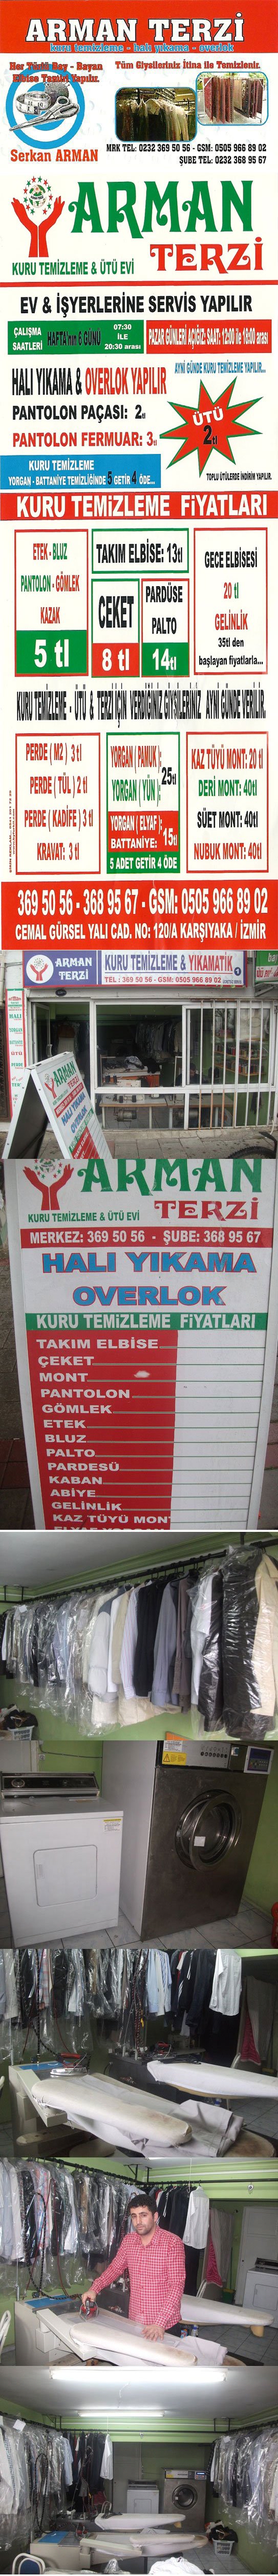 ARMAN TERZİ
kuru temizleme - halı yıkama - overlok
Her Türlü Bay - Bayan
Elbise Tamiri Yapılır.
Tüm Giysileriniz İtina ile Temizlenir.
Serkan ARMAN
MRK TEL: 0232 369 50 56 - GSM: 0505 966 89 02
ŞUBE TEL: 0232 368 95 67
ARMAN
TERZİ
KURU TEMİZLEME & ÜTÜ EVİ
EV & İŞYERLERİNE SERVİS YAPILIR
ÇALIŞMA
SAATLERİ
HAFTA'nın 6 GÜNÜ
07:30
İLE
20:30 arası
PAZAR GÜNLERİ AÇIĞIZ: SAAT: 12:00 ile 16:00 arası
HALI YIKAMA & OVERLOK YAPILIR
AYNI GÜNDE KURU TEMİZLEME YAPILIR...
PANTOLON PAÇASI: 2tl
PANTOLON FERMUAR: 3tl
ÜTÜ
2tl
KURU TEMİZLEME
YORGAN - BATTANİYE TEMİZLİĞİNDE 5 GETİR 4 ÖDE...
TOPLU ÜTÜLERDE İNDİRİM YAPILIR.
KURU TEMİZLEME FİYATLARI
ETEK - BLUZ
PANTOLON - GÖMLEK
KAZAK
5 tl
TAKIM ELBİSE: 13tl
CEKET
8 tl
PARDÜSE
PALTO
14tl
GECE ELBİSESİ
20 tl
GELİNLİK
35tl den
başlayan fiyatlarla...
KURU TEMİZLEME - ÜTÜ & TERZİ İÇİN VERDİĞİNİZ GİYSİLERİNİZ AYNI GÜNDE VERİLİR.
PERDE ( M2 ) 3 tl
PERDE ( TÜL ) 2 tl
PERDE ( KADİFE ) 3 tl
KRAVAT: 3 tl
YORGAN ( PAMUK ):
YORGAN ( YÜN ):
25tl
YORGAN ( ELYAF ):
BATTANİYE:
15tl
5 ADET GETİR 4 ÖDE
KAZ TÜYÜ MONT: 20 tl
DERİ MONT: 40tl
SÜET MONT: 40tl
NUBUK MONT: 40tl
369 50 56 - 368 95 67 - GSM: 0505 966 89 02
CEMAL GÜRSEL YALI CAD. NO: 120/A KARŞIYAKA / İZMİR
ARMAN
TERZİ
KURU TEMİZLEME & YIKAMATİK
TEL : 369 50 56 - GSM: 0505 966 89 02
ARMAN
TERZİ
HALI YIKAMA
OVERLOK
ARMAN
TERZİ
KURU TEMİZLEME & ÜTÜ EVİ
MERKEZ: 369 50 56 - ŞUBE: 368 95 67
HALI YIKAMA
OVERLOK
KURU TEMİZLEME FİYATLARI
TAKIM ELBİSE
ÇEKET
MONT
PANTOLON
GÖMLEK
ETEK
BLUZ
PALTO
PARDESÜ
KABAN
ABİYE
GELİNLİK
KAZ TÜYÜ MONT
ELYAF YORGAN